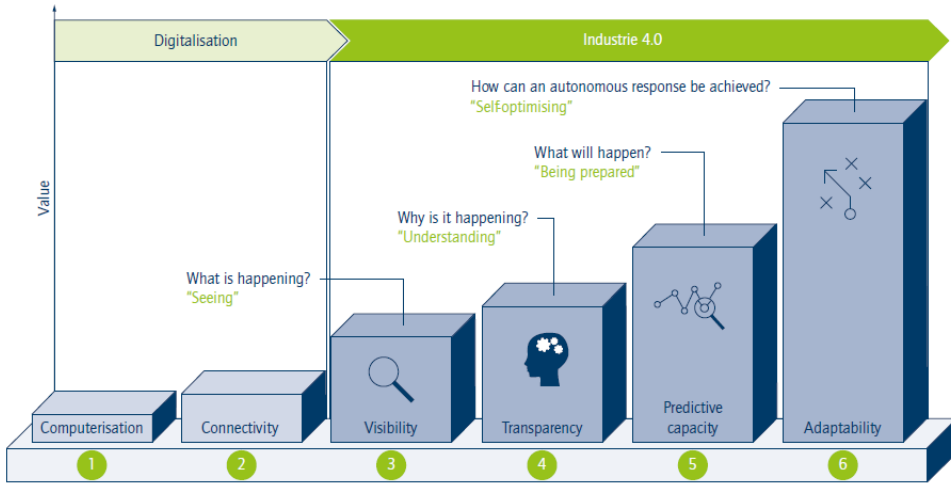 Digitalisation
Industrie 4.0
Value
How can an autonomous response be achieved?
"Self-optimising"
What will happen?
"Being prepared"
Why is it happening?
"Understanding"
What is happening?
"Seeing"
Computerisation
Connectivity
Visibility
Transparency
Predictive
capacity
Adaptability
1
2
3
4
5
6